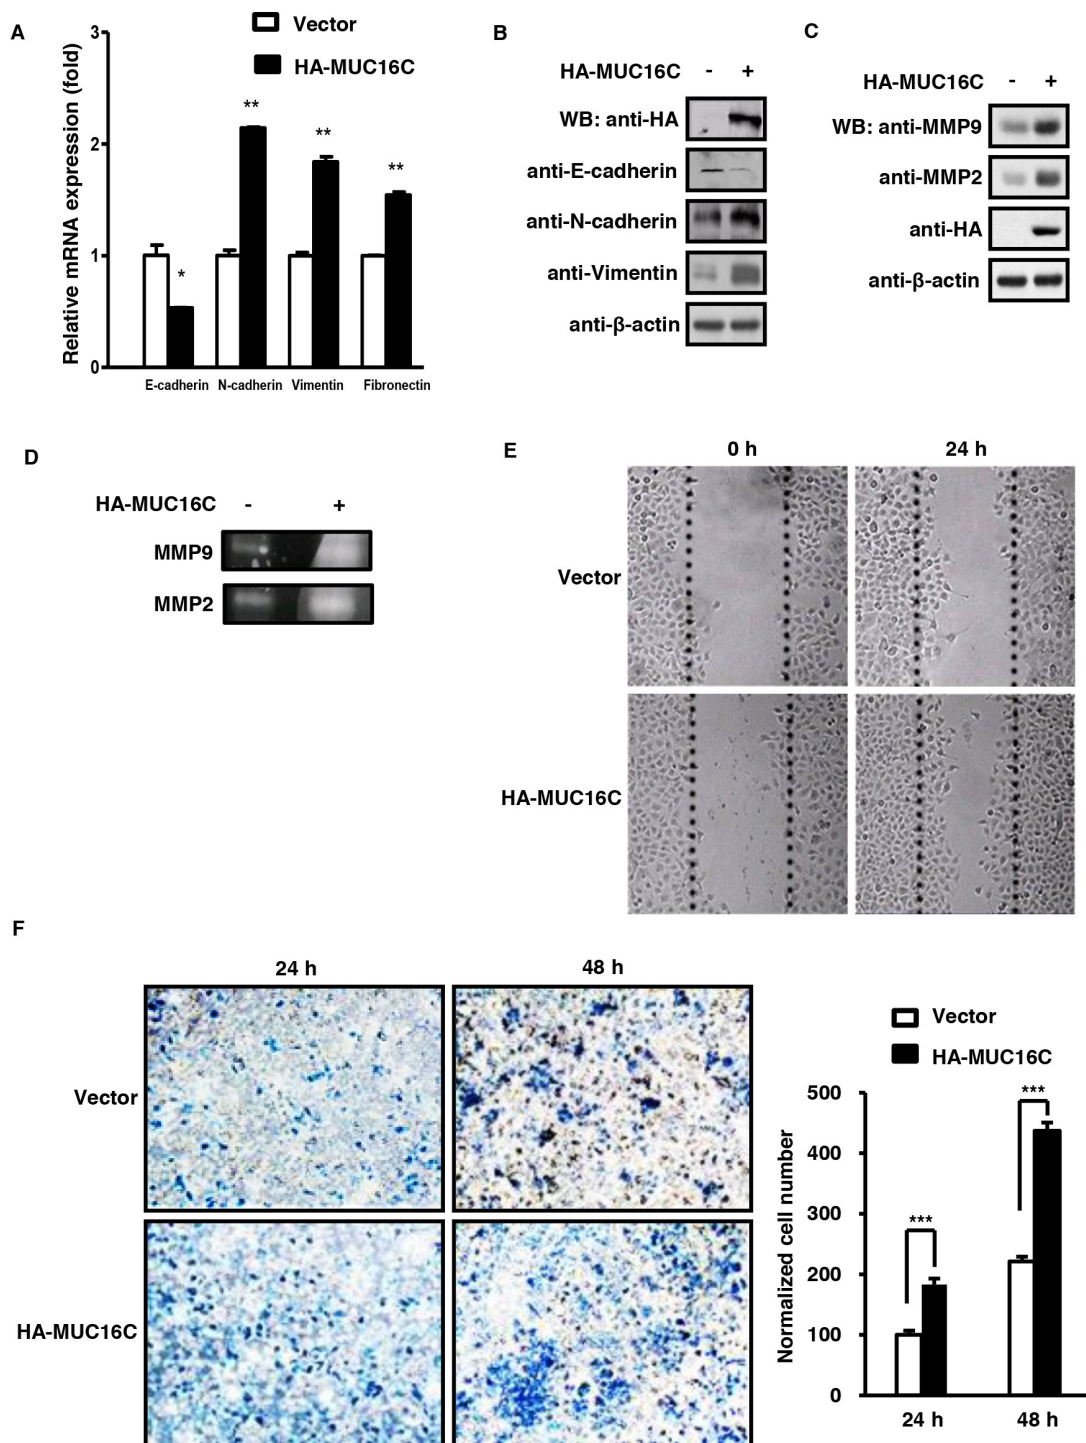 A
Vector
HA-MUC16C
Relative mRNA expression (fold)
3
2
1
0
**
**
**
*
E-cadherin N-cadherin Vimentin Fibronectin
B
HA-MUC16C - +
WB: anti-HA
anti-E-cadherin
anti-N-cadherin
anti-Vimentin
anti-β-actin
C
HA-MUC16C - +
WB: anti-MMP9
anti-MMP2
anti-HA
anti-β-actin
D
HA-MUC16C - +
MMP9
MMP2
E
0 h 24 h
Vector
HA-MUC16C
F
24 h 48 h
Vector
HA-MUC16C
Vector
HA-MUC16C
Normalized cell number
500
400
300
200
100
0
***
***
24 h 48 h